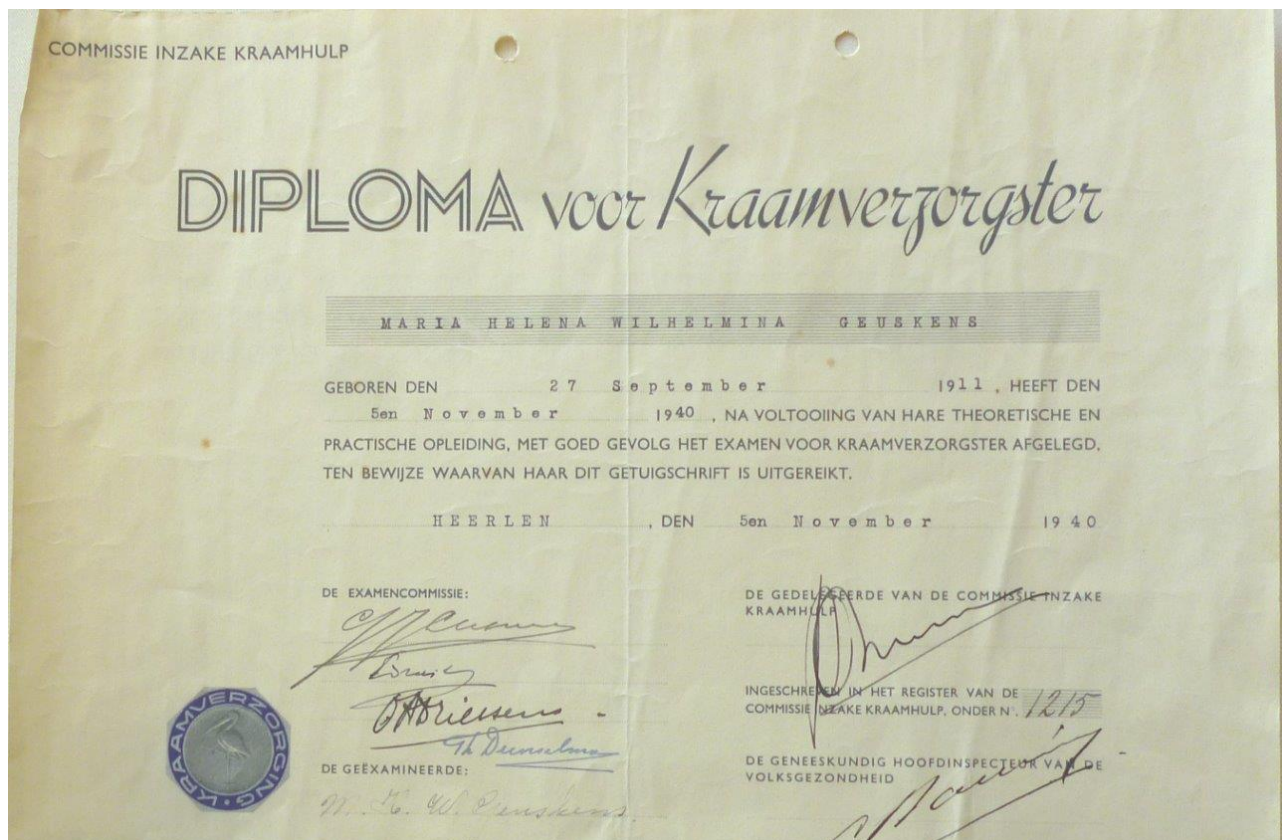 COMMISSIE INZAKE KRAAMHULP
DIPLOMA voor Kraamverzorgster
MARIA HELENA WILHELMINA GEUSKENS
GEBOREN DEN 27 September 1911, HEEFT DEN
5en November 1940, NA VOLTOOIING VAN HARE THEORETISCHE EN
PRACTISCHE OPLEIDING, MET GOED GEVOLG HET EXAMEN VOOR KRAAMVERZORGSTER AFGELEGD,
TEN BEWIJZE WAARVAN HAAR DIT GETUIGSCHRIFT IS UITGEREIKT.
HEERLEN, DEN 5en November 1940
DE EXAMENCOMMISSIE:
DE GEDELEGEERDE VAN DE COMMISSIE INZAKE
KRAAMHULP
INGESCHREVEN IN HET REGISTER VAN DE
COMMISSIE INZAKE KRAAMHULP, ONDER Nº. 1215
DE GENEESKUNDIG HOOFDINSPECTEUR VAN DE
VOLKSGEZONDHEID
KRAAMVERZORGING
DE GEËXAMINEERDE:
M. H. W. Geuskens.